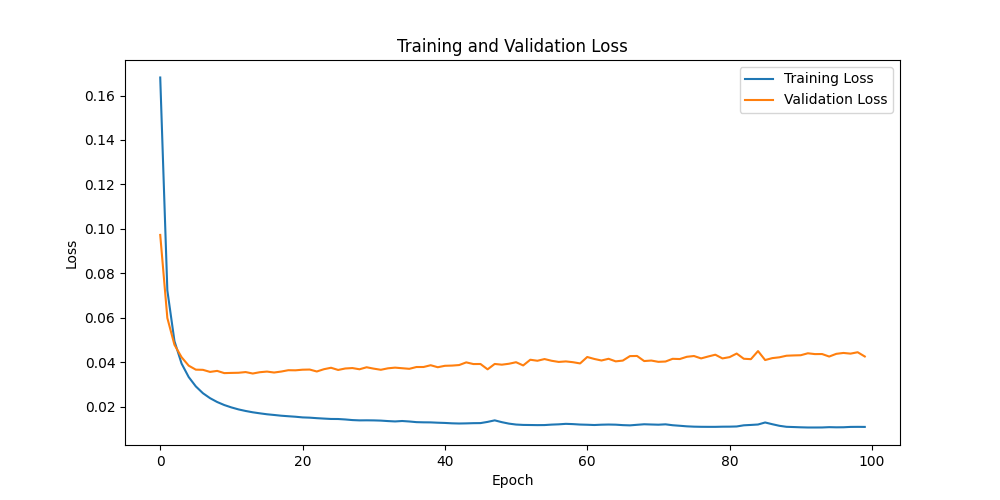 Training and Validation Loss
Training Loss
Validation Loss
0.16
0.14
0.12
0.10
0.08
0.06
0.04
0.02
Loss
0 20 40 60 80 100
Epoch